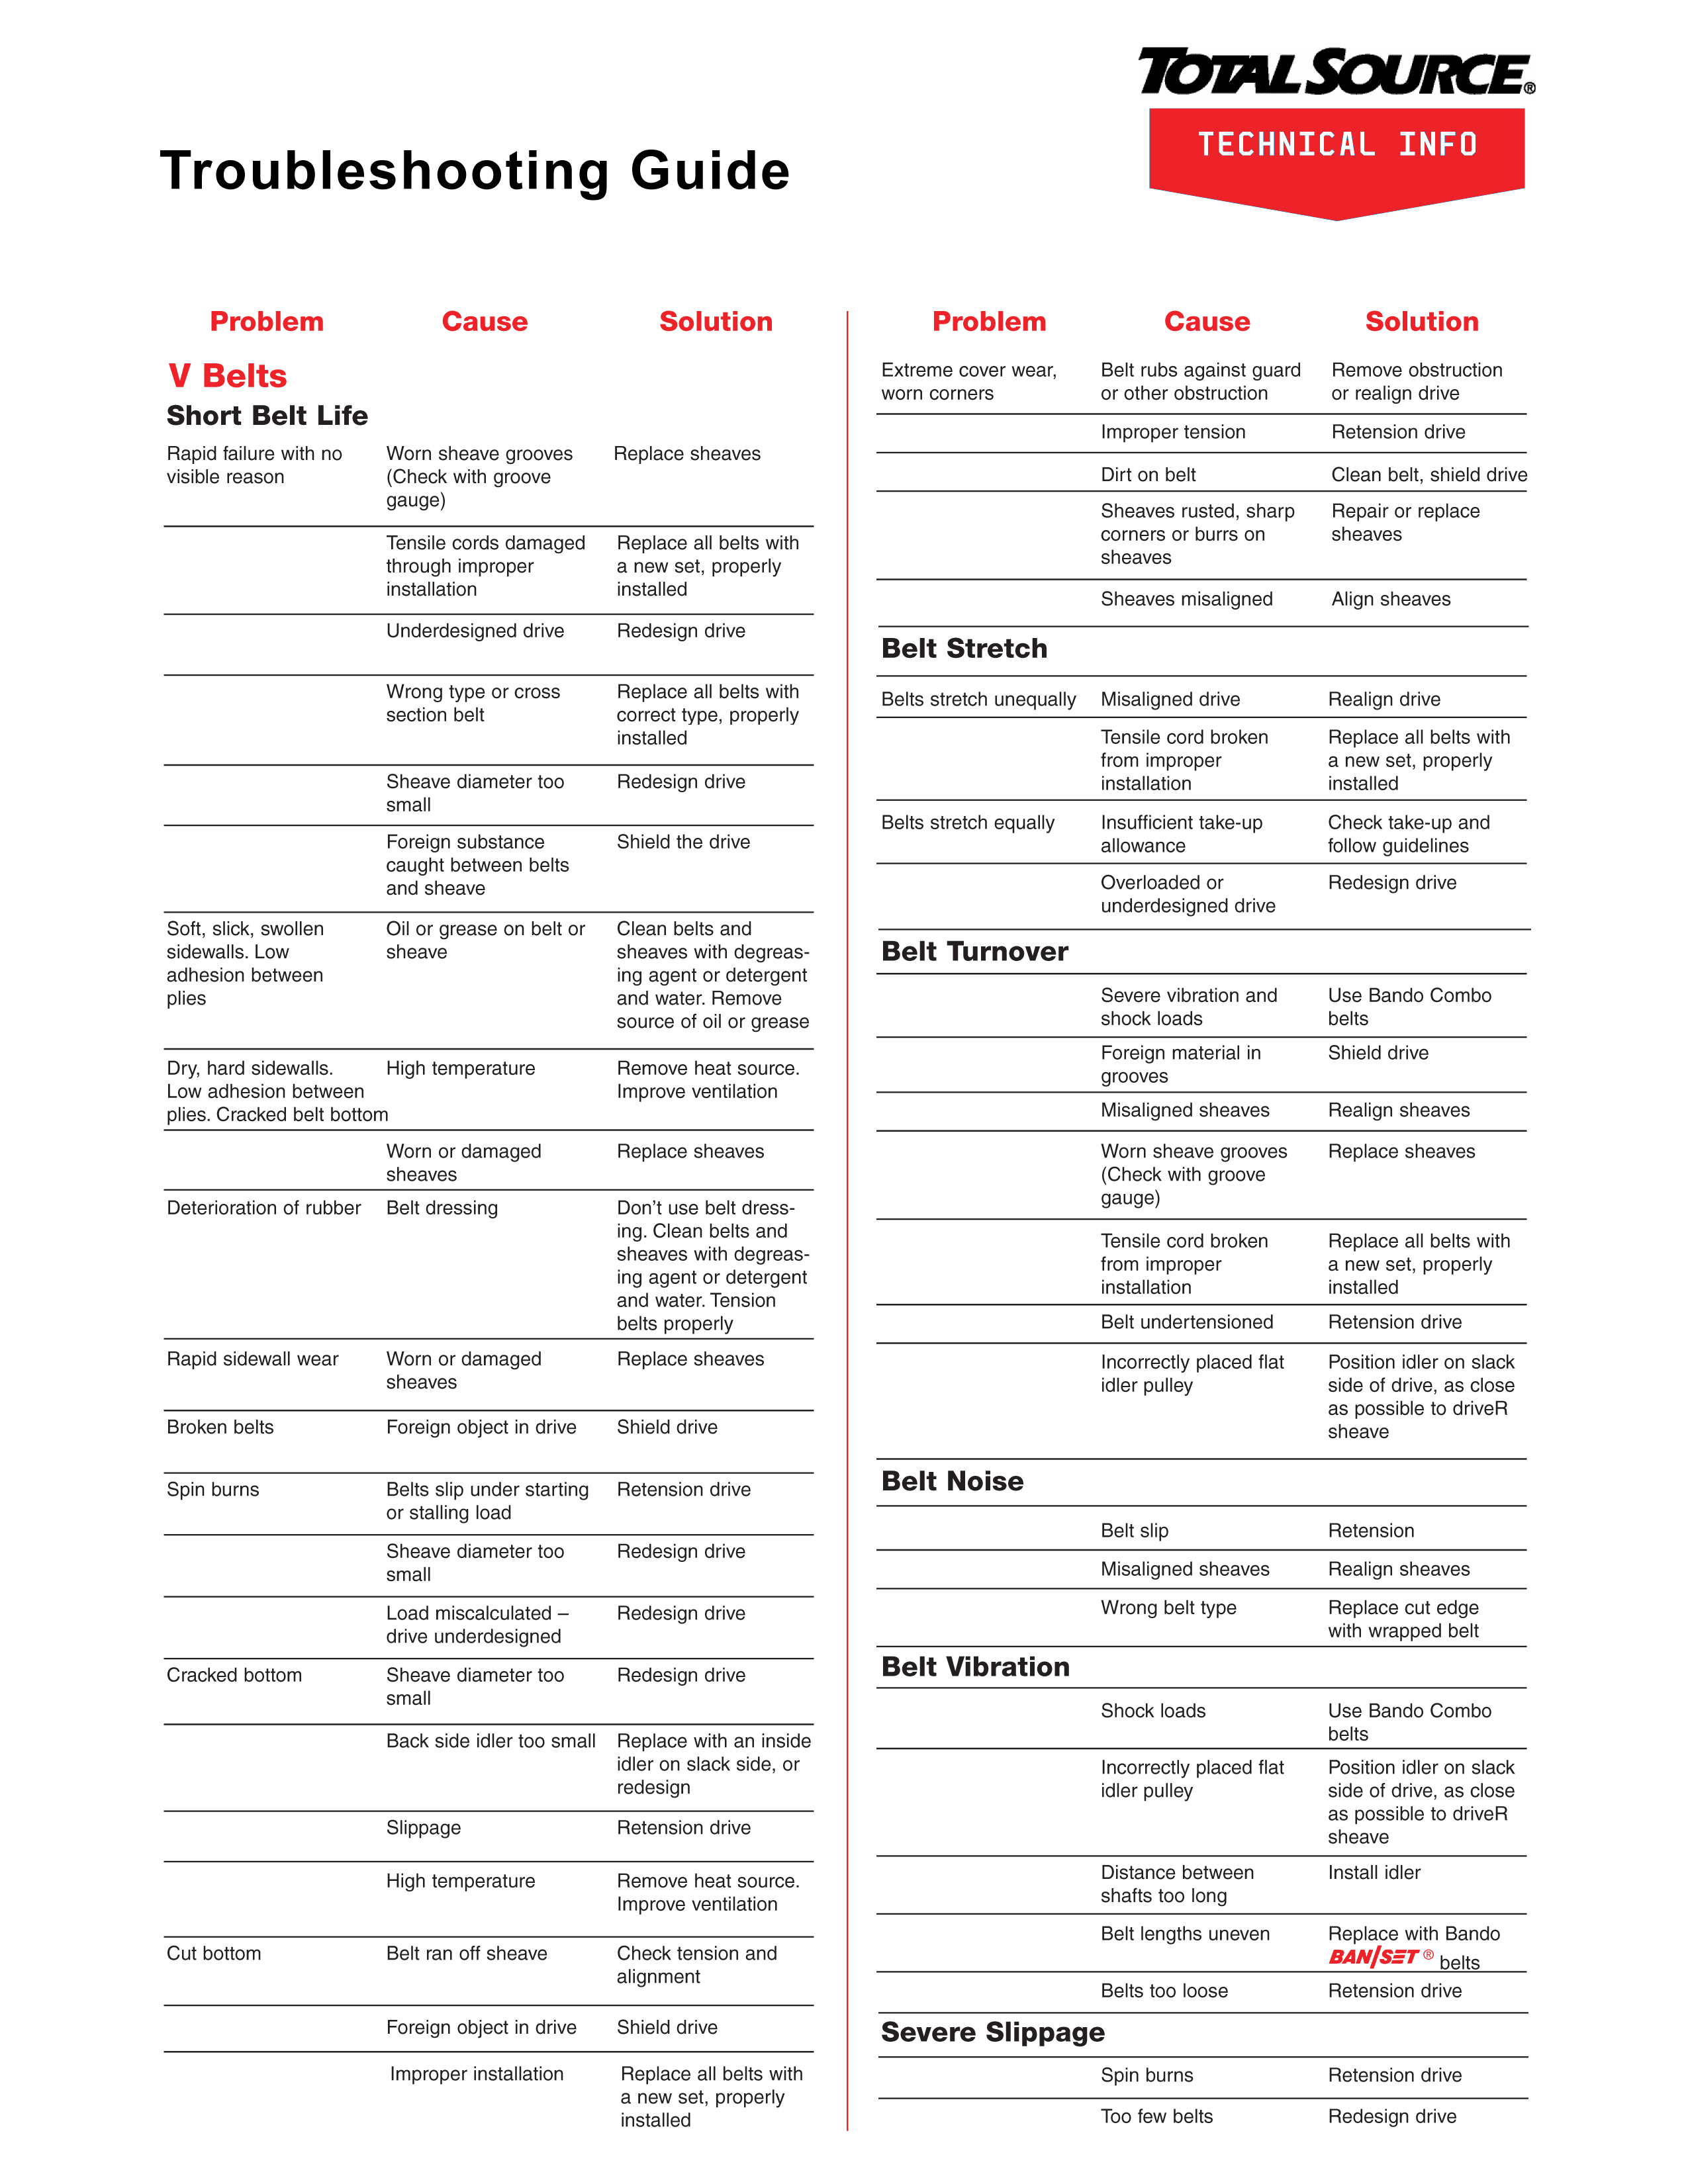 TOTALSOURCE®
TECHNICAL INFO
Troubleshooting Guide
Problem Cause Solution
V Belts
Short Belt Life
Rapid failure with no Worn sheave grooves Replace sheaves
visible reason (Check with groove
gauge)
Tensile cords damaged Replace all belts with
through improper a new set, properly
installation installed
Underdesigned drive Redesign drive
Wrong type or cross Replace all belts with
section belt correct type, properly
installed
Sheave diameter too Redesign drive
small
Foreign substance Shield the drive
caught between belts
and sheave
Soft, slick, swollen Oil or grease on belt or Clean belts and
sidewalls. Low sheave sheaves with degreas-
adhesion between ing agent or detergent
plies and water. Remove
source of oil or grease
Dry, hard sidewalls. High temperature Remove heat source.
Low adhesion between Improve ventilation
plies. Cracked belt bottom
Worn or damaged Replace sheaves
sheaves
Deterioration of rubber Belt dressing Don't use belt dress-
ing. Clean belts and
sheaves with degreas-
ing agent or detergent
and water. Tension
belts properly
Rapid sidewall wear Worn or damaged Replace sheaves
sheaves
Broken belts Foreign object in drive Shield drive
Spin burns Belts slip under starting Retension drive
or stalling load
Sheave diameter too Redesign drive
small
Load miscalculated – Redesign drive
drive underdesigned
Cracked bottom Sheave diameter too Redesign drive
small
Back side idler too small Replace with an inside
idler on slack side, or
redesign
Slippage Retension drive
High temperature Remove heat source.
Improve ventilation
Cut bottom Belt ran off sheave Check tension and
alignment
Foreign object in drive Shield drive
Improper installation Replace all belts with
a new set, properly
installed
Problem Cause Solution
Extreme cover wear, Belt rubs against guard Remove obstruction
worn corners or other obstruction or realign drive
Improper tension Retension drive
Dirt on belt Clean belt, shield drive
Sheaves rusted, sharp Repair or replace
corners or burrs on sheaves
sheaves
Sheaves misaligned Align sheaves
Belt Stretch
Belts stretch unequally Misaligned drive Realign drive
Tensile cord broken Replace all belts with
from improper a new set, properly
installation installed
Belts stretch equally Insufficient take-up Check take-up and
allowance follow guidelines
Overloaded or Redesign drive
underdesigned drive
Belt Turnover
Severe vibration and Use Bando Combo
shock loads belts
Foreign material in Shield drive
grooves
Misaligned sheaves Realign sheaves
Worn sheave grooves Replace sheaves
(Check with groove
gauge)
Tensile cord broken Replace all belts with
from improper a new set, properly
installation installed
Belt undertensioned Retension drive
Incorrectly placed flat Position idler on slack
idler pulley side of drive, as close
as possible to driveR
sheave
Belt Noise
Belt slip Retension
Misaligned sheaves Realign sheaves
Wrong belt type Replace cut edge
with wrapped belt
Belt Vibration
Shock loads Use Bando Combo
belts
Incorrectly placed flat Position idler on slack
idler pulley side of drive, as close
as possible to driveR
sheave
Distance between Install idler
shafts too long
Belt lengths uneven Replace with Bando
BAN/SET ® belts
Belts too loose Retension drive
Severe Slippage
Spin burns Retension drive
Too few belts Redesign drive